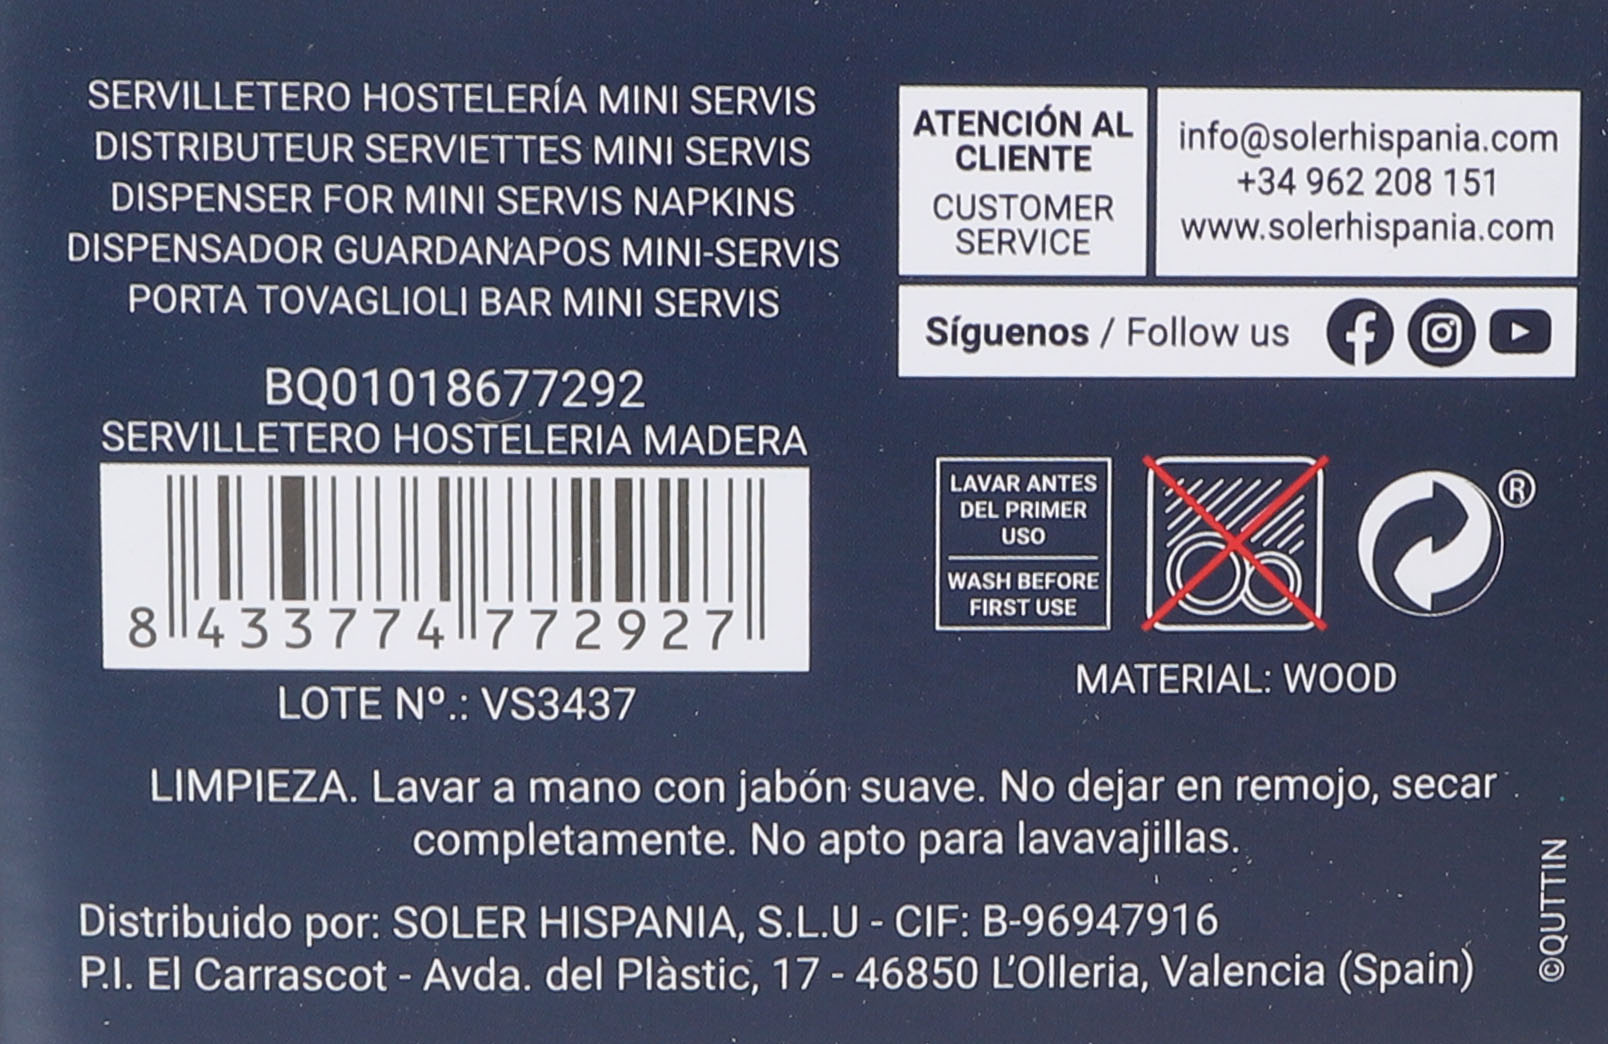 SERVILLETERO HOSTELERÍA MINI SERVIS
DISTRIBUTEUR SERVIETTES MINI SERVIS
DISPENSER FOR MINI SERVIS NAPKINS
DISPENSADOR GUARDANAPOS MINI-SERVIS
PORTA TOVAGLIOLI BAR MINI SERVIS
BQ01018677292
SERVILLETERO HOSTELERIA MADERA
8 433774 772927
LOTE Nº.: VS3437
ATENCIÓN AL
CLIENTE
CUSTOMER
SERVICE
info@solerhispania.com
+34 962 208 151
www.solerhispania.com
Síguenos / Follow us
LAVAR ANTES
DEL PRIMER
USO
WASH BEFORE
FIRST USE
®
MATERIAL: WOOD
LIMPIEZA. Lavar a mano con jabón suave. No dejar en remojo, secar
completamente. No apto para lavavajillas.
Distribuido por: SOLER HISPANIA, S.L.U - CIF: B-96947916
P.I. El Carrascot - Avda. del Plàstic, 17 - 46850 L'Olleria, Valencia (Spain)
©QUTTIN